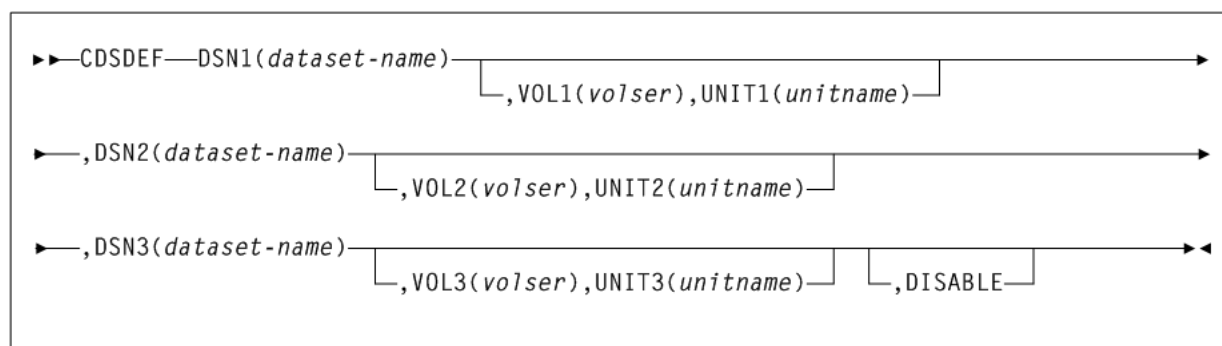 CDSDEF DSN1(dataset-name)
,VOL1(volser),UNIT1(unitname)
,DSN2(dataset-name)
,VOL2(volser),UNIT2(unitname)
,DSN3(dataset-name)
,VOL3(volser),UNIT3(unitname) ,DISABLE